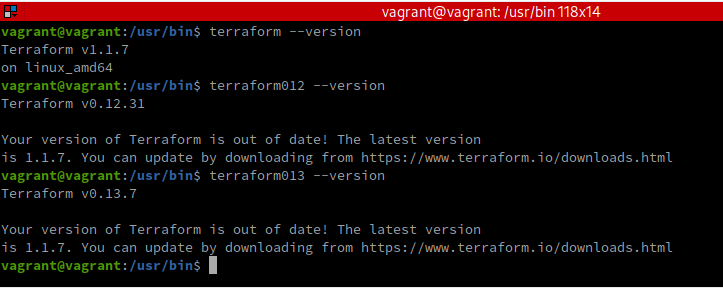 vagrant@vagrant: /usr/bin 118x14
vagrant@vagrant:/usr/bin$ terraform --version
Terraform v1.1.7
on linux_amd64
vagrant@vagrant:/usr/bin$ terraform012 --version
Terraform v0.12.31
Your version of Terraform is out of date! The latest version
is 1.1.7. You can update by downloading from https://www.terraform.io/downloads.html
vagrant@vagrant:/usr/bin$ terraform013 --version
Terraform v0.13.7
Your version of Terraform is out of date! The latest version
is 1.1.7. You can update by downloading from https://www.terraform.io/downloads.html
vagrant@vagrant:/usr/bin$